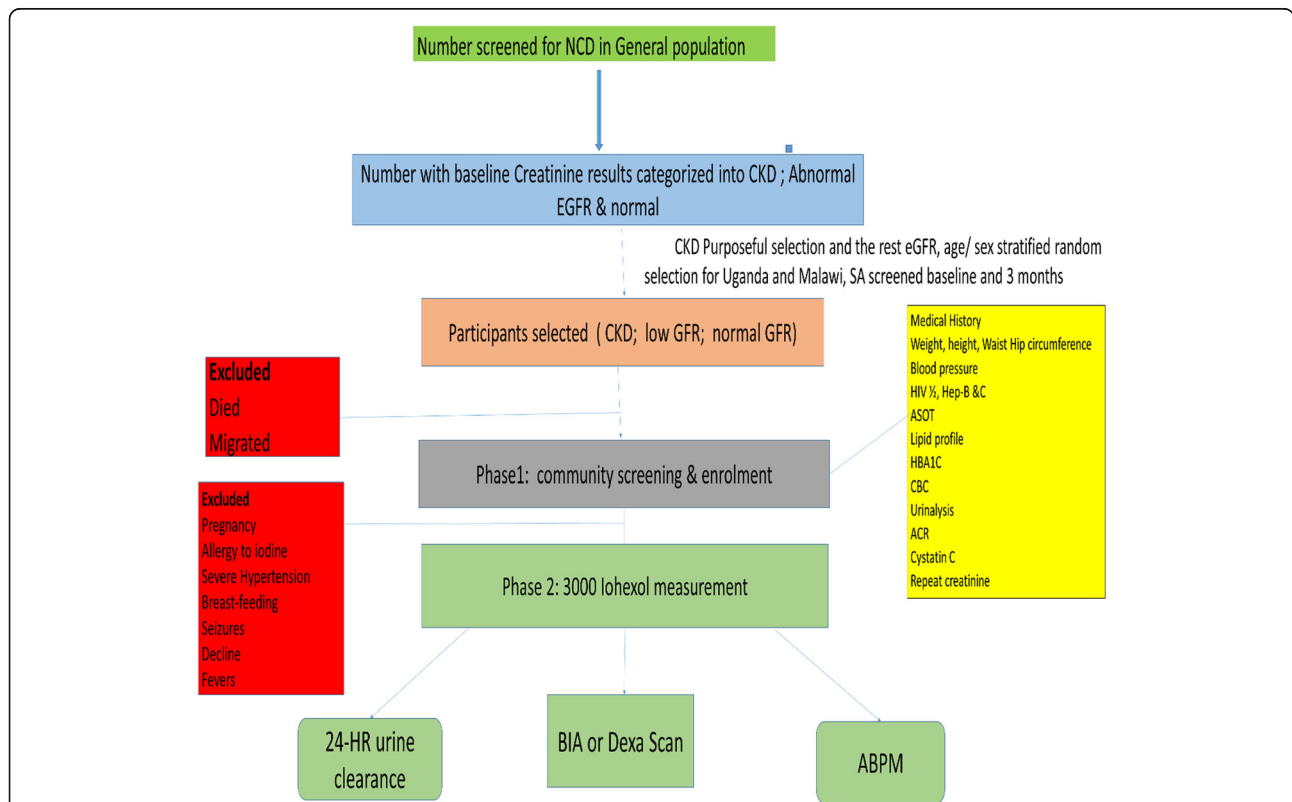 Number screened for NCD in General population
Number with baseline Creatinine results categorized into CKD ; Abnormal
EGFR & normal
CKD Purposeful selection and the rest eGFR, age/ sex stratified random
selection for Uganda and Malawi, SA screened baseline and 3 months
Participants selected ( CKD; low GFR; normal GFR)
Excluded
Died
Migrated
Phase1: community screening & enrolment
Medical History
Weight, height, Waist Hip circumference
Blood pressure
HIV ½, Hep-B &C
ASOT
Lipid profile
HBA1C
CBC
Urinalysis
ACR
Cystatin C
Repeat creatinine
Excluded
Pregnancy
Allergy to iodine
Severe Hypertension
Breast-feeding
Seizures
Decline
Fevers
Phase 2: 3000 Iohexol measurement
24-HR urine
clearance
BIA or Dexa Scan
ABPM